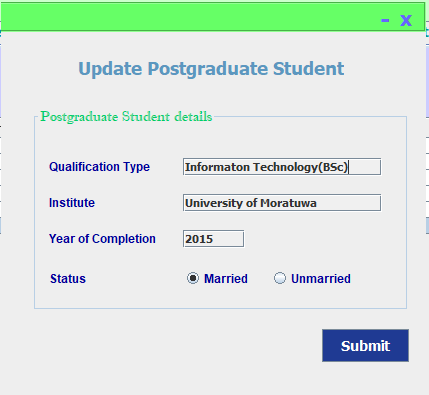 - x
Update Postgraduate Student
Postgraduate Student details
Qualification Type Informaton Technology(BSc)
Institute University of Moratuwa
Year of Completion 2015
Status Married Unmarried
Submit